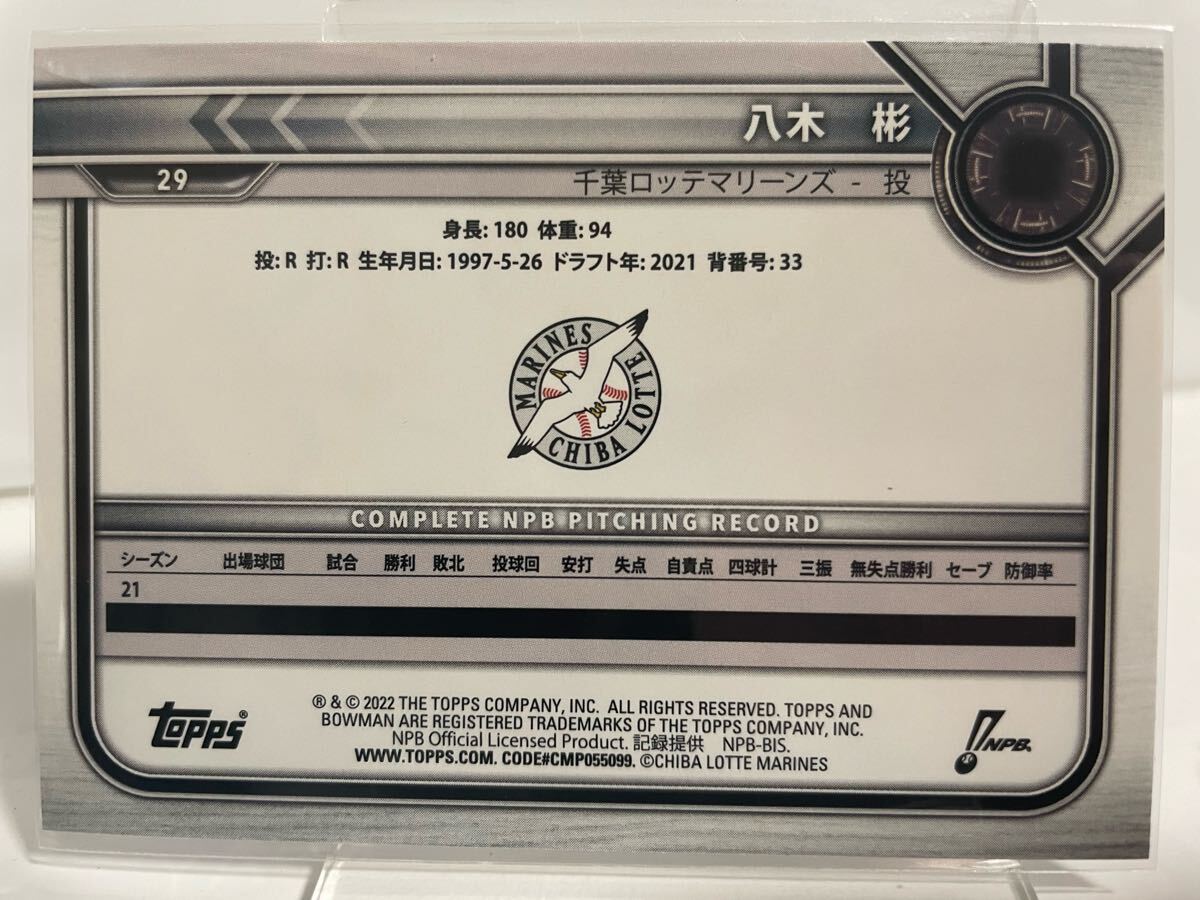 八木 彬
29
千葉ロッテマリーンズ - 投
身長: 180 体重: 94
投: R 打: R 生年月日: 1997-5-26 ドラフト年: 2021 背番号: 33
MARINES
CHIBA LOTTE
COMPLETE NPB PITCHING RECORD
シーズン 出場球団 試合 勝利 敗北 投球回 安打 失点 自責点 四球計 三振 無失点勝利 セーブ 防御率
21
topps®
® & © 2022 THE TOPPS COMPANY, INC. ALL RIGHTS RESERVED. TOPPS AND
BOWMAN ARE REGISTERED TRADEMARKS OF THE TOPPS COMPANY, INC.
NPB Official Licensed Product. 記録提供 NPB-BIS.
WWW.TOPPS.COM. CODE#CMP055099. ©CHIBA LOTTE MARINES
NPB